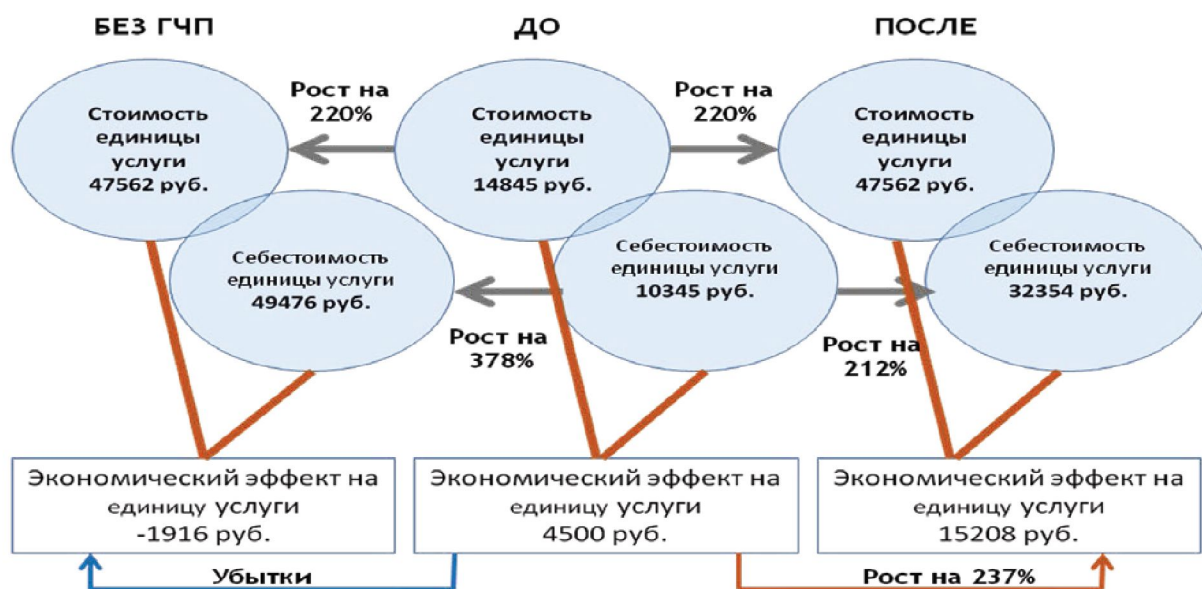 БЕЗ ГЧП
ДО
ПОСЛЕ
Стоимость
единицы
услуги
47562 руб.
Рост на
220%
Стоимость
единицы
услуги
14845 руб.
Рост на
220%
Стоимость
единицы
услуги
47562 руб.
Себестоимость
единицы услуги
49476 руб.
Рост на
378%
Себестоимость
единицы услуги
10345 руб.
Рост на
212%
Себестоимость
единицы услуги
32354 руб.
Экономический эффект на
единицу услуги
-1916 руб.
Экономический эффект на
единицу услуги
4500 руб.
Экономический эффект на
единицу услуги
15208 руб.
Убытки
Рост на 237%